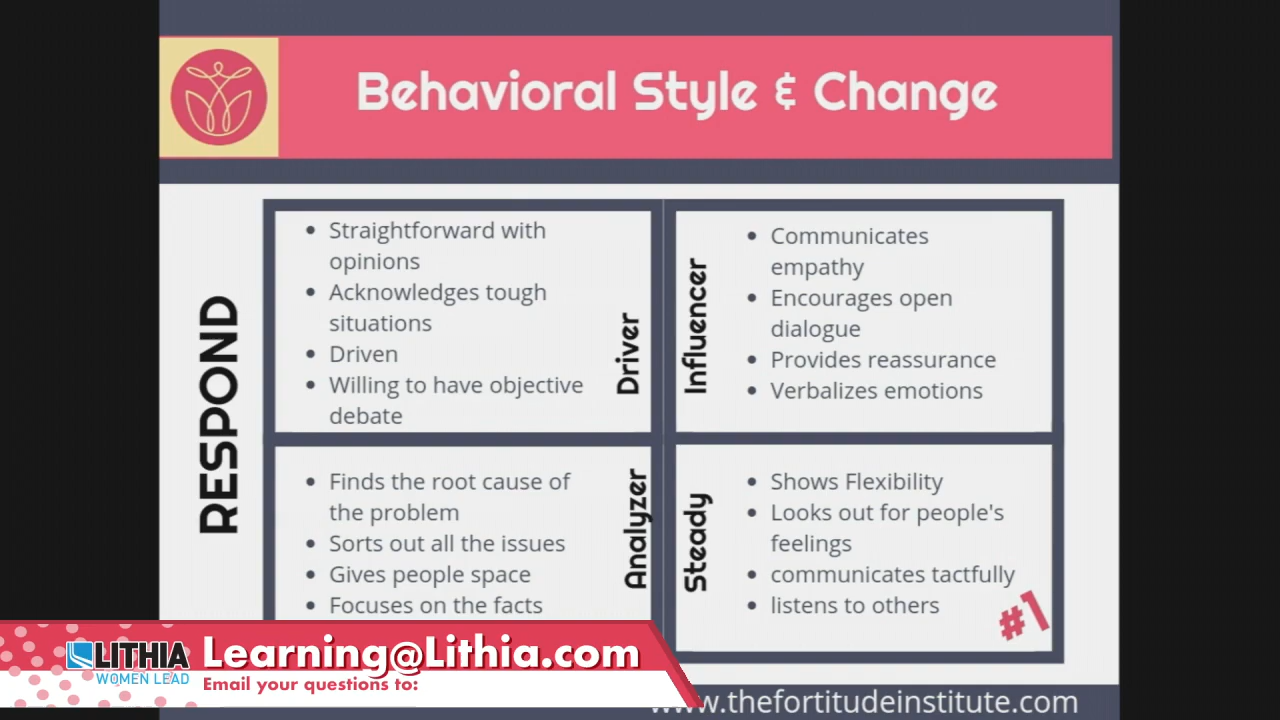 Behavioral Style & Change
RESPOND
Straightforward with
opinions
Acknowledges tough
situations
Driven
Willing to have objective
debate
Driver
Influencer
Communicates
empathy
Encourages open
dialogue
Provides reassurance
Verbalizes emotions
Finds the root cause of
the problem
Sorts out all the issues
Gives people space
Focuses on the facts
Analyzer
Steady
Shows Flexibility
Looks out for people's
feelings
communicates tactfully
listens to others
#1
LITHIA
WOMEN LEAD
Learning@Lithia.com
Email your questions to:
www.thefortitudeinstitute.com